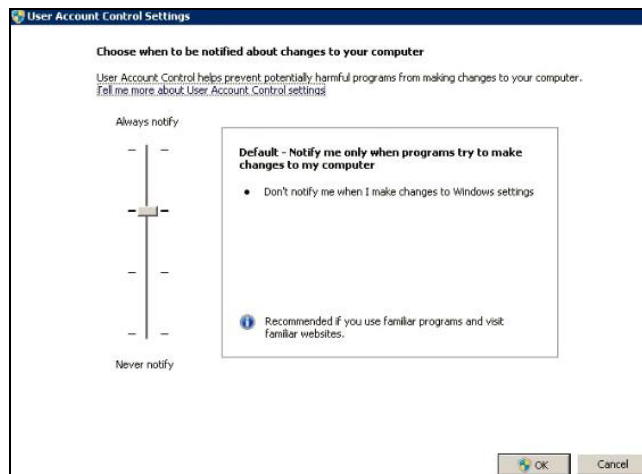 User Account Control Settings
Choose when to be notified about changes to your computer
User Account Control helps prevent potentially harmful programs from making changes to your computer.
Tell me more about User Account Control settings
Always notify
Default - Notify me only when programs try to make
changes to my computer
• Don't notify me when I make changes to Windows settings
Recommended if you use familiar programs and visit
familiar websites.
Never notify
OK
Cancel